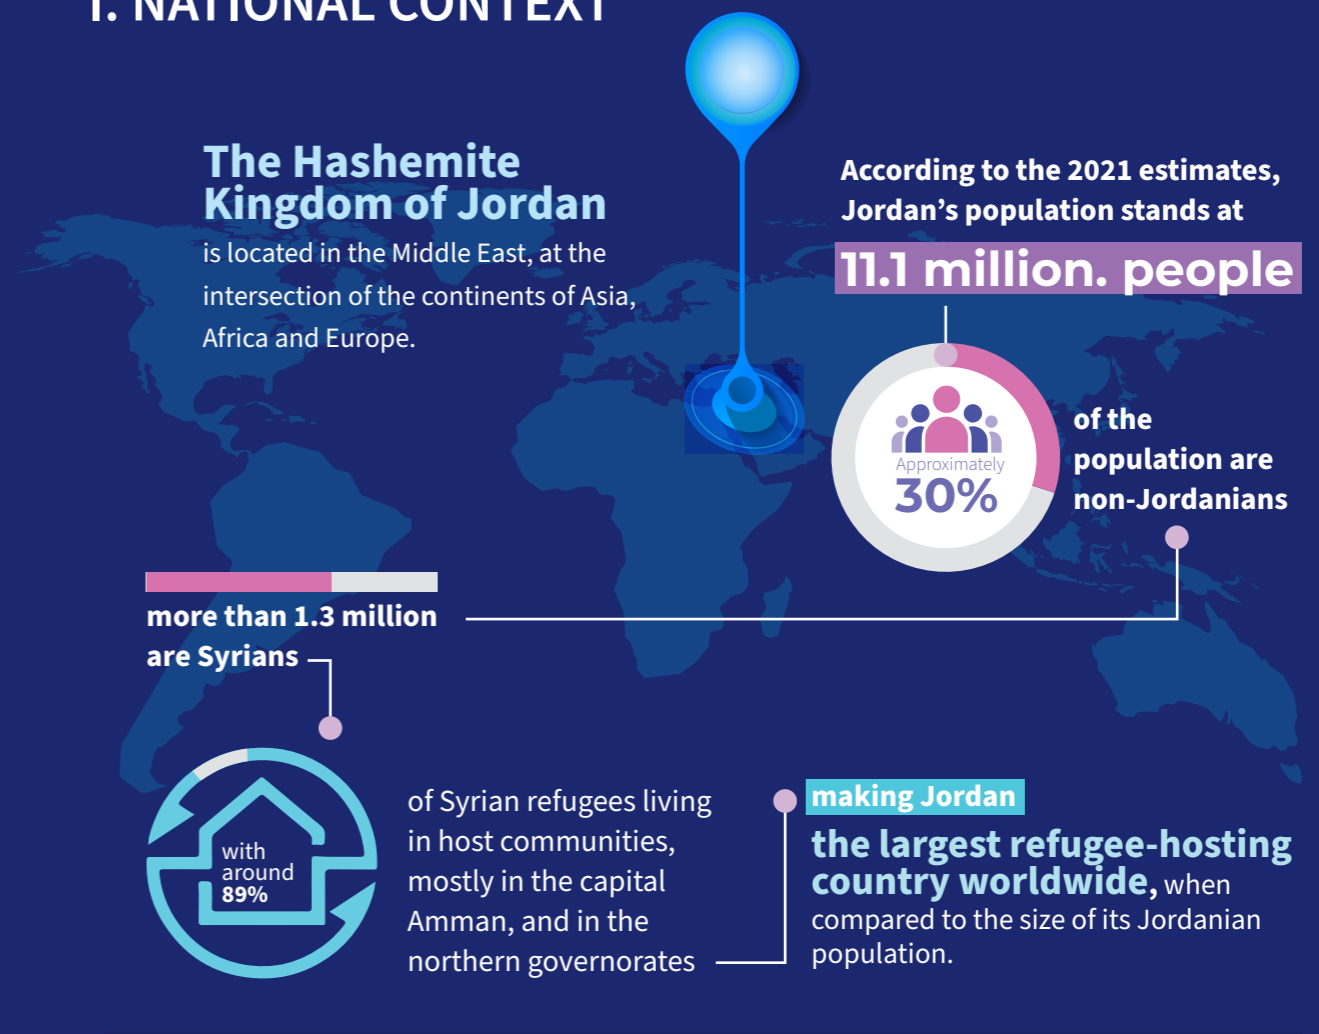 I. NATIONAL CONTEXT
The Hashemite
Kingdom of Jordan
is located in the Middle East, at the
intersection of the continents of Asia,
Africa and Europe.
According to the 2021 estimates,
Jordan’s population stands at
11.1 million. people
Approximately
30%
of the
population are
non-Jordanians
more than 1.3 million
are Syrians
with
around
89%
of Syrian refugees living
in host communities,
mostly in the capital
Amman, and in the
northern governorates
making Jordan
the largest refugee-hosting
country worldwide, when
compared to the size of its Jordanian
population.